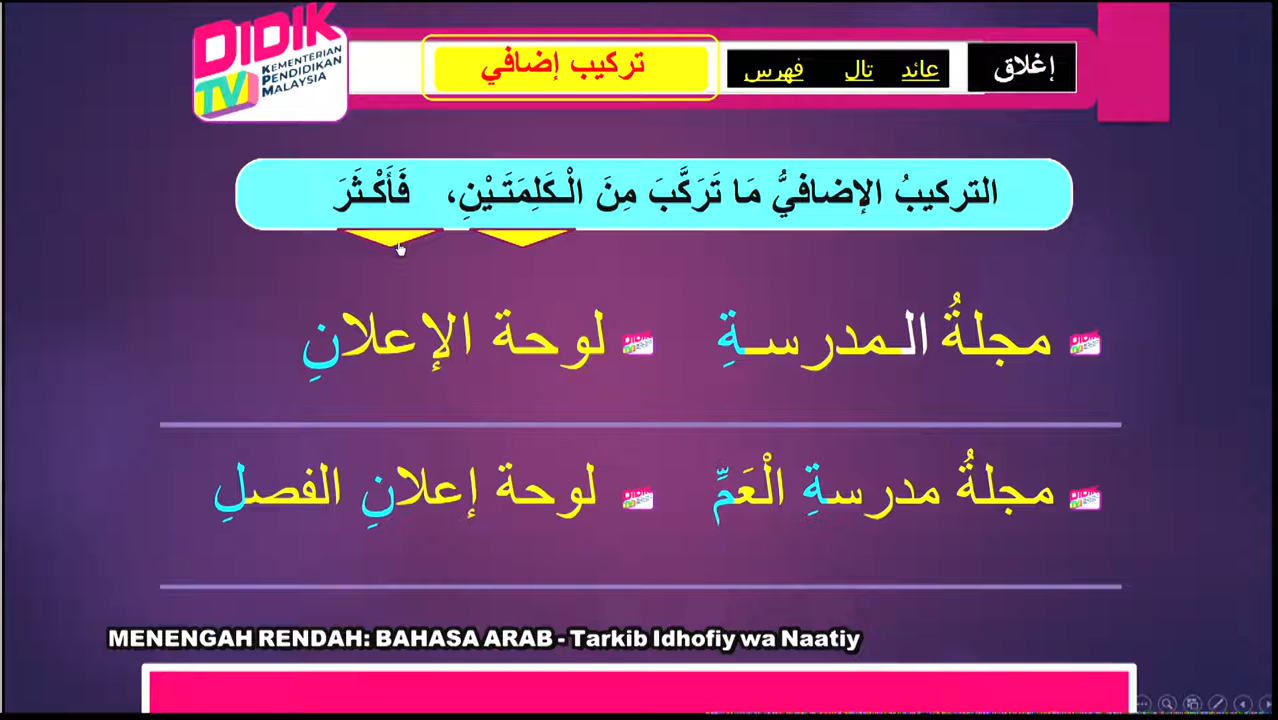 DIDIK
TV
KEMENTERIAN
PENDIDIKAN
MALAYSIA
إغلاق
عائد
تال
فهرس
تركيب إضافي
التركيبُ الإضافيُّ مَا تَرَكَّبَ مِنَ الْكَلِمَتَيْنِ، فَأَكْثَرَ
مجلةُ المدرسةِ
لوحة الإعلانِ
مجلةُ مدرسةِ الْعَمِّ
لوحة إعلانِ الفصلِ
MENENGAH RENDAH: BAHASA ARAB - Tarkib Idhofiy wa Naatiy